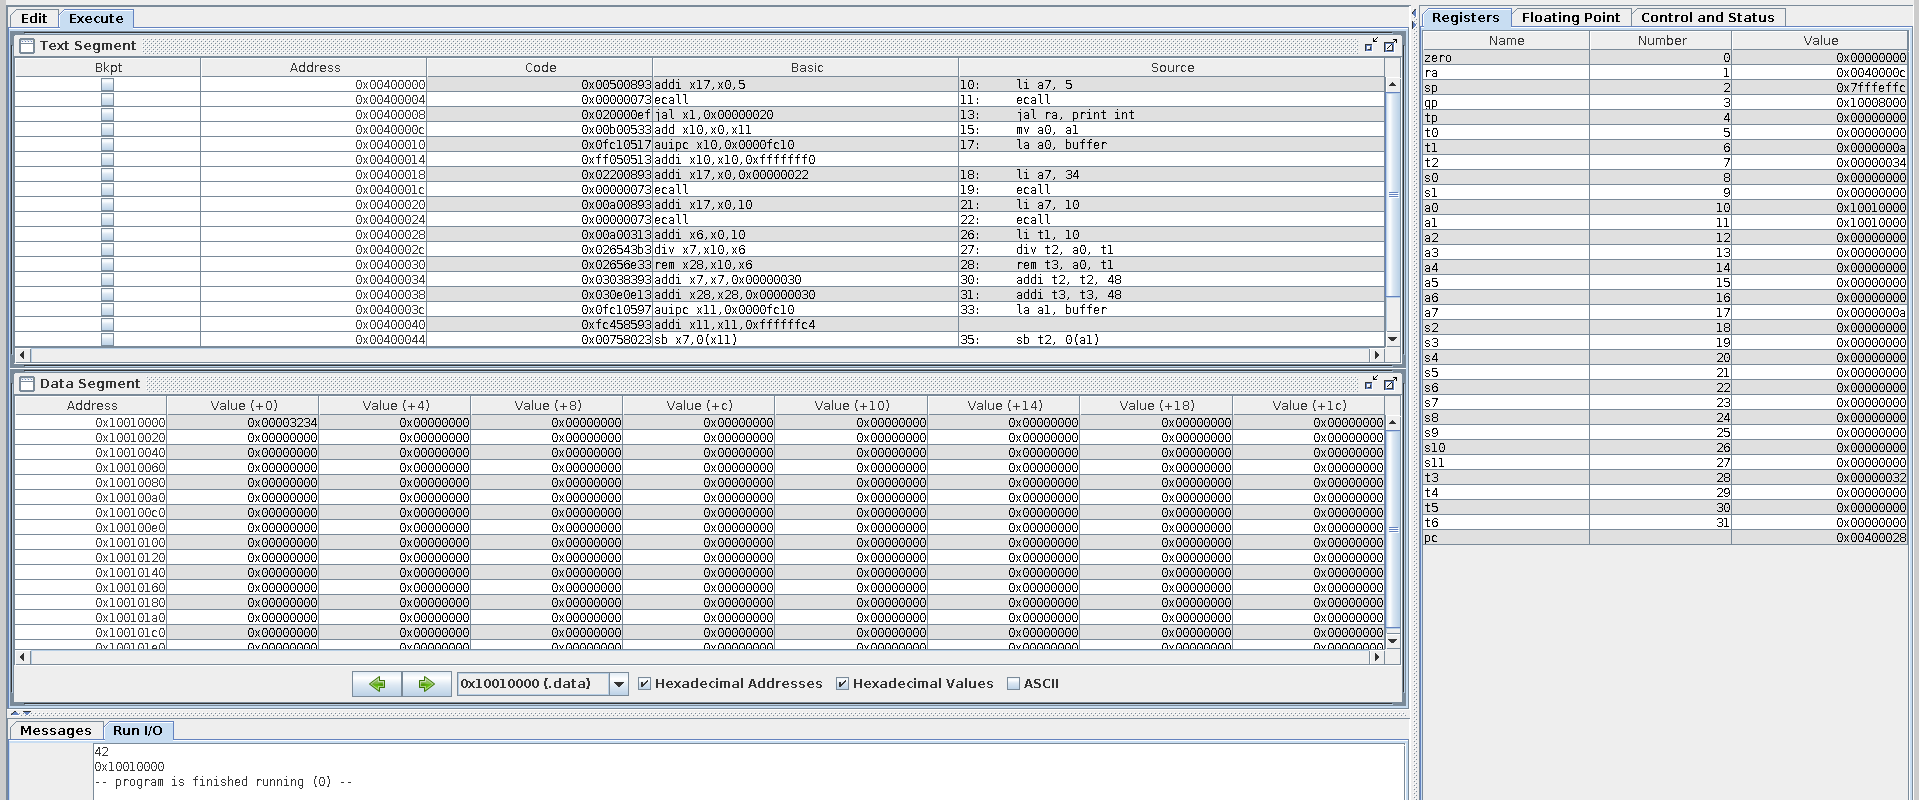 Edit Execute
Text Segment
Bkpt Address Code Basic Source
0x00400000 0x00500893 addi x17,x0,5 10: li a7, 5
0x00400004 0x00000073 ecall 11: ecall
0x00400008 0x020000ef jal x1,0x00000020 13: jal ra, print int
0x0040000c 0x00b00533 add x10,x0,x11 15: mv a0, a1
0x00400010 0x0fc10517 auipc x10,0x0000fc10 17: la a0, buffer
0x00400014 0xff050513 addi x10,x10,0xfffffff0
0x00400018 0x02200893 addi x17,x0,0x00000022 18: li a7, 34
0x0040001c 0x00000073 ecall 19: ecall
0x00400020 0x00a00893 addi x17,x0,10 21: li a7, 10
0x00400024 0x00000073 ecall 22: ecall
0x00400028 0x00a00313 addi x6,x0,10 26: li t1, 10
0x0040002c 0x026543b3 div x7,x10,x6 27: div t2, a0, t1
0x00400030 0x02656e33 rem x28,x10,x6 28: rem t3, a0, t1
0x00400034 0x03038393 addi x7,x7,0x00000030 30: addi t2, t2, 48
0x00400038 0x030e0e13 addi x28,x28,0x00000030 31: addi t3, t3, 48
0x0040003c 0x0fc10597 auipc x11,0x0000fc10 33: la a1, buffer
0x00400040 0xfc458593 addi x11,x11,0xffffffc4
0x00400044 0x00758023 sb x7,0(x11) 35: sb t2, 0(a1)
Data Segment
Address Value (+0) Value (+4) Value (+8) Value (+c) Value (+10) Value (+14) Value (+18) Value (+1c)
0x10010000 0x00003234 0x00000000 0x00000000 0x00000000 0x00000000 0x00000000 0x00000000 0x00000000
0x10010020 0x00000000 0x00000000 0x00000000 0x00000000 0x00000000 0x00000000 0x00000000 0x00000000
0x10010040 0x00000000 0x00000000 0x00000000 0x00000000 0x00000000 0x00000000 0x00000000 0x00000000
0x10010060 0x00000000 0x00000000 0x00000000 0x00000000 0x00000000 0x00000000 0x00000000 0x00000000
0x10010080 0x00000000 0x00000000 0x00000000 0x00000000 0x00000000 0x00000000 0x00000000 0x00000000
0x100100a0 0x00000000 0x00000000 0x00000000 0x00000000 0x00000000 0x00000000 0x00000000 0x00000000
0x100100c0 0x00000000 0x00000000 0x00000000 0x00000000 0x00000000 0x00000000 0x00000000 0x00000000
0x100100e0 0x00000000 0x00000000 0x00000000 0x00000000 0x00000000 0x00000000 0x00000000 0x00000000
0x10010100 0x00000000 0x00000000 0x00000000 0x00000000 0x00000000 0x00000000 0x00000000 0x00000000
0x10010120 0x00000000 0x00000000 0x00000000 0x00000000 0x00000000 0x00000000 0x00000000 0x00000000
0x10010140 0x00000000 0x00000000 0x00000000 0x00000000 0x00000000 0x00000000 0x00000000 0x00000000
0x10010160 0x00000000 0x00000000 0x00000000 0x00000000 0x00000000 0x00000000 0x00000000 0x00000000
0x10010180 0x00000000 0x00000000 0x00000000 0x00000000 0x00000000 0x00000000 0x00000000 0x00000000
0x100101a0 0x00000000 0x00000000 0x00000000 0x00000000 0x00000000 0x00000000 0x00000000 0x00000000
0x100101c0 0x00000000 0x00000000 0x00000000 0x00000000 0x00000000 0x00000000 0x00000000 0x00000000
0x100101e0 0x00000000 0x00000000 0x00000000 0x00000000 0x00000000 0x00000000 0x00000000 0x00000000
0x10010000 (.data) Hexadecimal Addresses Hexadecimal Values ASCII
Messages Run I/O
42
0x10010000
-- program is finished running (0) --
Registers Floating Point Control and Status
Name Number Value
zero 0 0x00000000
ra 1 0x0040000c
sp 2 0x7fffeffc
gp 3 0x10008000
tp 4 0x00000000
t0 5 0x00000000
t1 6 0x0000000a
t2 7 0x00000034
s0 8 0x00000000
s1 9 0x00000000
a0 10 0x10010000
a1 11 0x10010000
a2 12 0x00000000
a3 13 0x00000000
a4 14 0x00000000
a5 15 0x00000000
a6 16 0x00000000
a7 17 0x0000000a
s2 18 0x00000000
s3 19 0x00000000
s4 20 0x00000000
s5 21 0x00000000
s6 22 0x00000000
s7 23 0x00000000
s8 24 0x00000000
s9 25 0x00000000
s10 26 0x00000000
s11 27 0x00000000
t3 28 0x00000032
t4 29 0x00000000
t5 30 0x00000000
t6 31 0x00000000
pc 0x00400028